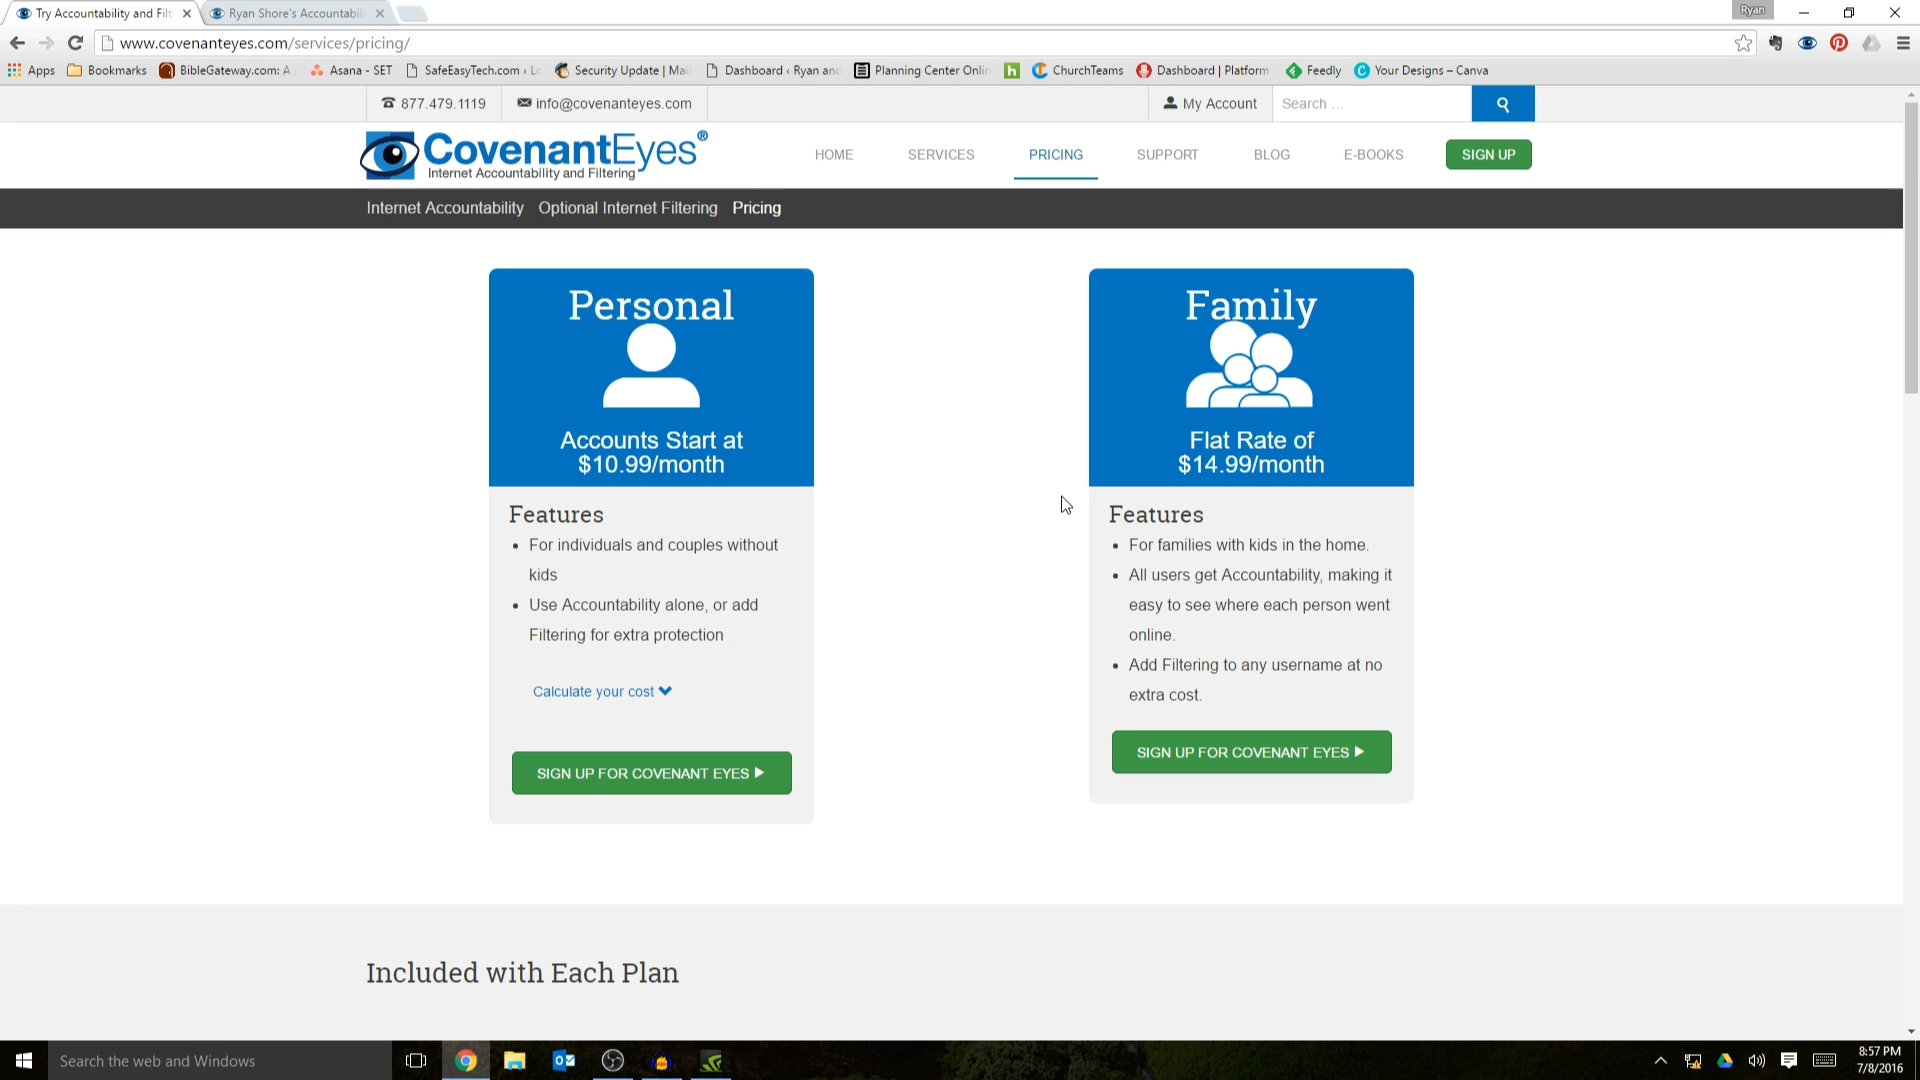 Try Accountability and Filt
Ryan Shore's Accountabil
Ryan
www.covenanteyes.com/services/pricing/
Apps
Bookmarks
BibleGateway.com: A
Asana - SET
SafeEasyTech.com › Lo
Security Update | Mai
Dashboard ‹ Ryan and
Planning Center Onlin
h
ChurchTeams
Dashboard | Platform
Feedly
Your Designs – Canva
877.479.1119
info@covenanteyes.com
My Account
Search ...
CovenantEyes®
Internet Accountability and Filtering
HOME
SERVICES
PRICING
SUPPORT
BLOG
E-BOOKS
SIGN UP
Internet Accountability
Optional Internet Filtering
Pricing
Personal
Accounts Start at
$10.99/month
Features
• For individuals and couples without
kids
• Use Accountability alone, or add
Filtering for extra protection
Calculate your cost
SIGN UP FOR COVENANT EYES
Family
Flat Rate of
$14.99/month
Features
• For families with kids in the home.
• All users get Accountability, making it
easy to see where each person went
online.
• Add Filtering to any username at no
extra cost.
SIGN UP FOR COVENANT EYES
Included with Each Plan
Search the web and Windows
8:57 PM
7/8/2016